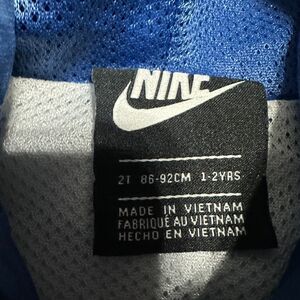 NIKE
2T 86-92CM 1-2YRS
MADE IN VIETNAM
FABRIQUÉ AU VIETNAM
HECHO EN VIETNAM